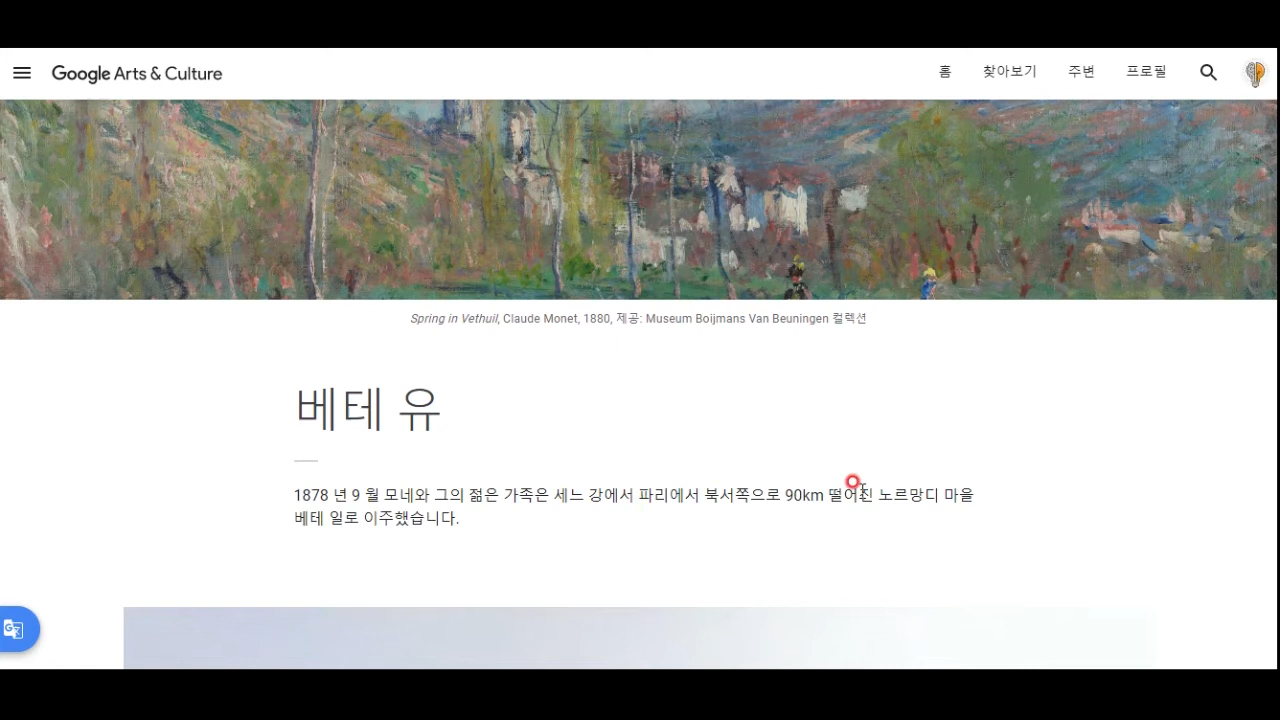 Google Arts & Culture
홈 찾아보기 주변 프로필
Spring in Vethuil, Claude Monet, 1880, 제공: Museum Boijmans Van Beuningen 컬렉션
베테 유
1878 년 9 월 모네와 그의 젊은 가족은 세느 강에서 파리에서 북서쪽으로 90km 떨어진 노르망디 마을
베테 일로 이주했습니다.